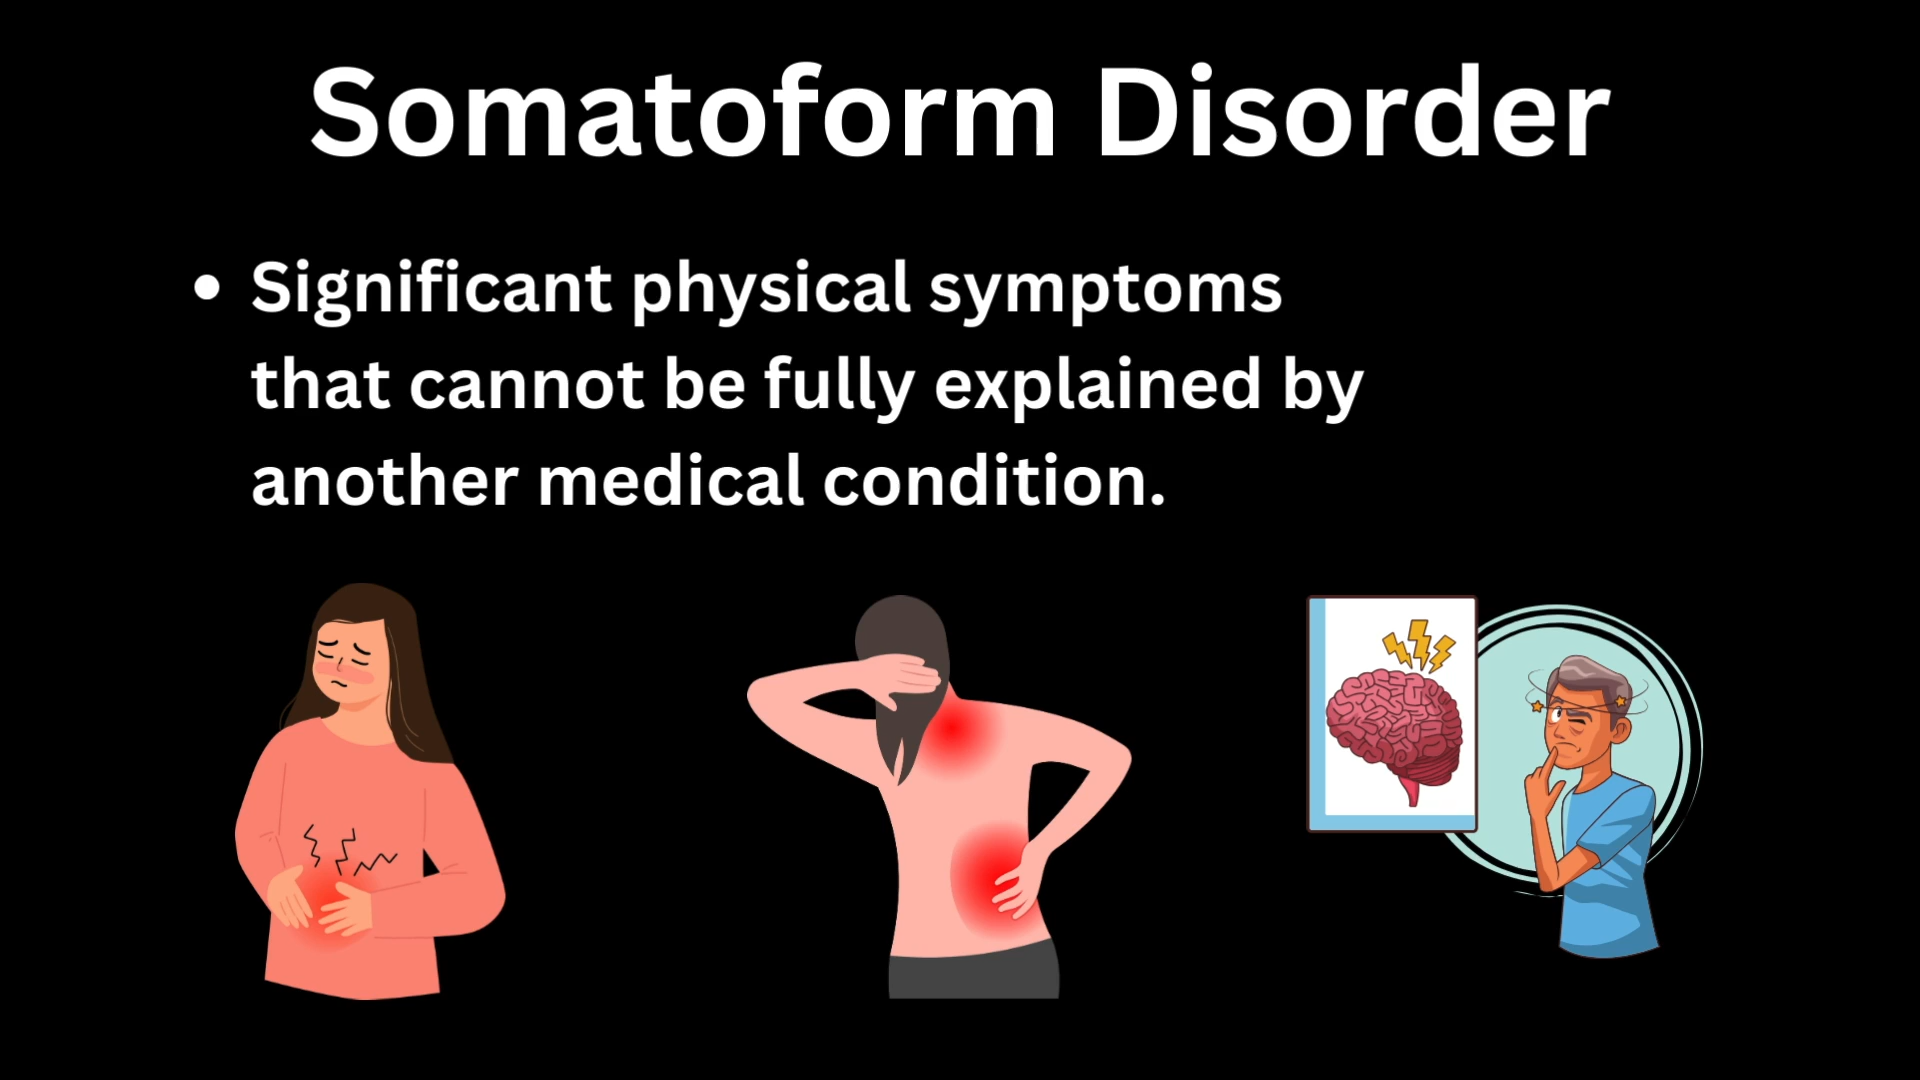 Somatoform Disorder
• Significant physical symptoms
that cannot be fully explained by
another medical condition.